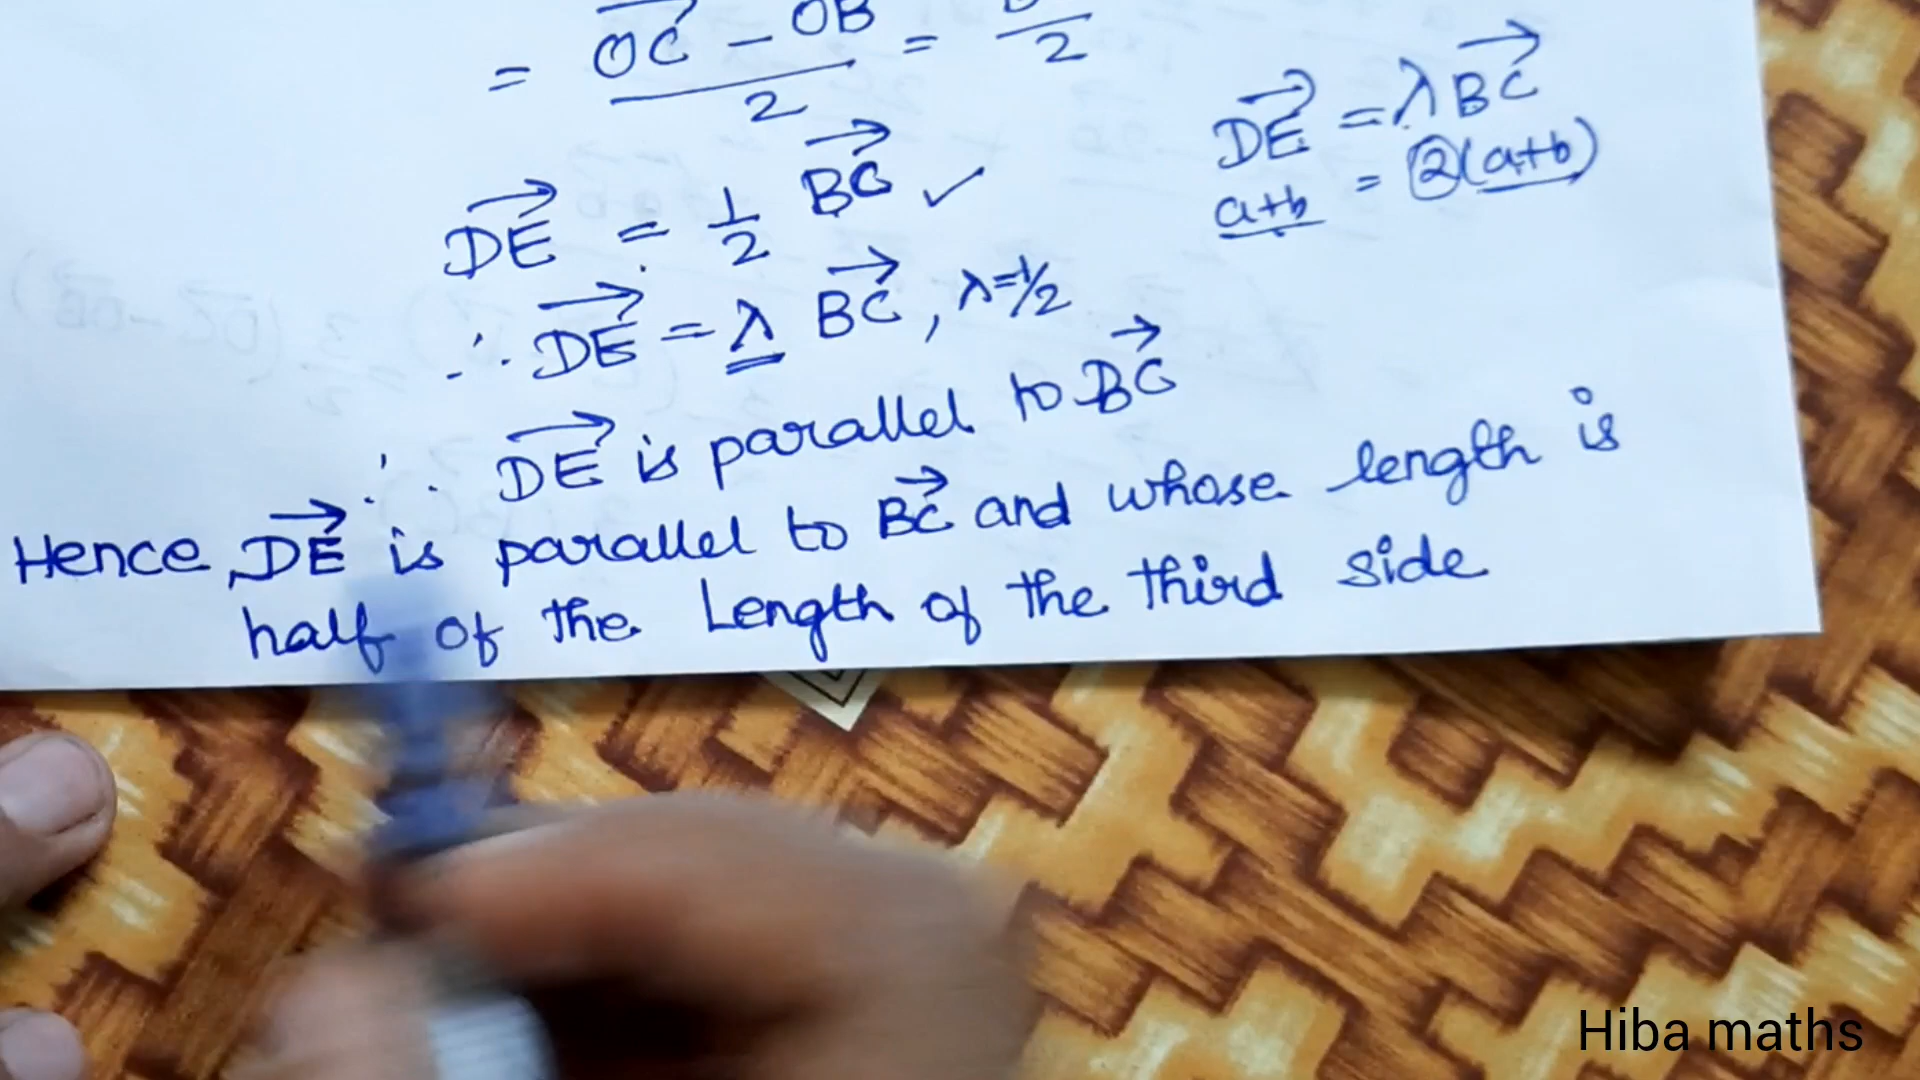 = OC - OB / 2 = / 2
DE = λ BC
a+b = 2(a+b)
DE = 1/2 BC ✓
∴ DE = λ BC, λ=1/2
∴ DE is parallel to BC
Hence, DE is parallel to BC and whose length is
half of the Length of the third side
Hiba maths